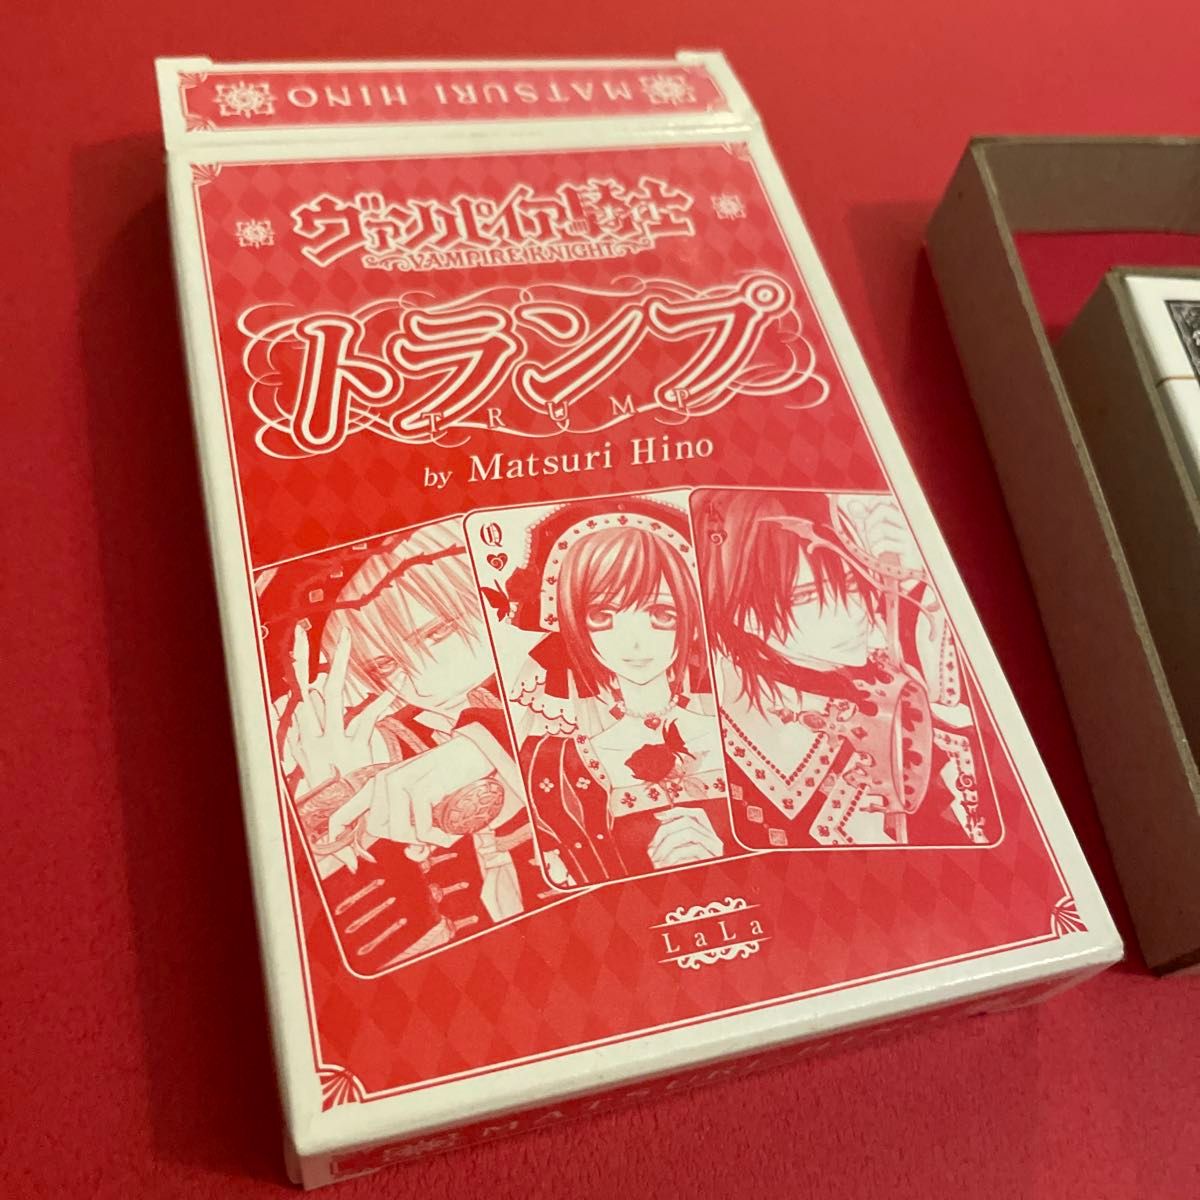 MATSURI HINO
ヴァンパイア騎士
VAMPIRE KNIGHT
トランプ
TRUMP
by Matsuri Hino
Q
K
LaLa
MATSURI